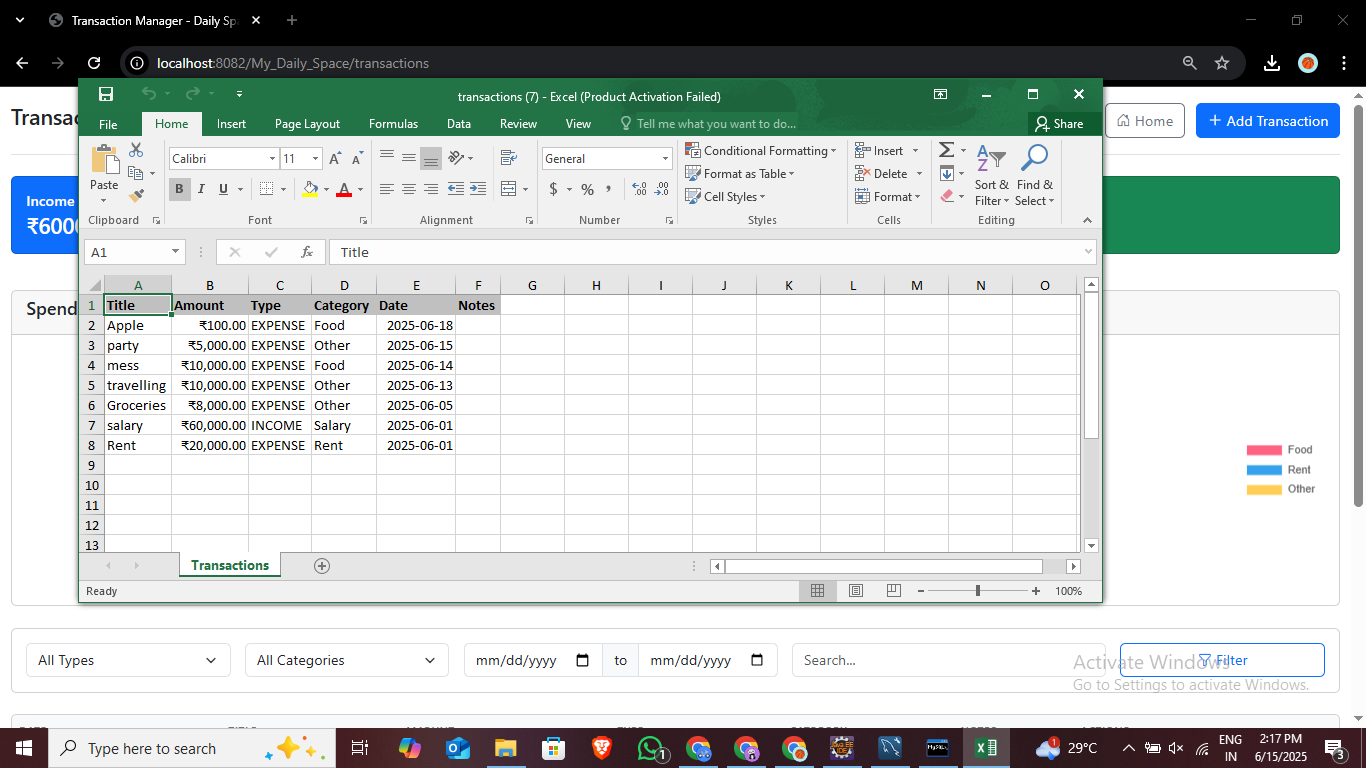 Transaction Manager - Daily Sp
localhost:8082/My_Daily_Space/transactions
transactions (7) - Excel (Product Activation Failed)
File Home Insert Page Layout Formulas Data Review View Tell me what you want to do... Share
Paste
Clipboard
Calibri 11
B I U
Font
Alignment
General
$ % ,
Number
Conditional Formatting
Format as Table
Cell Styles
Styles
Insert
Delete
Format
Cells
Sort & Filter
Find & Select
Editing
A1 fx Title
A B C D E F G H I J K L M N O
1 Title Amount Type Category Date Notes
2 Apple ₹100.00 EXPENSE Food 2025-06-18
3 party ₹5,000.00 EXPENSE Other 2025-06-15
4 mess ₹10,000.00 EXPENSE Food 2025-06-14
5 travelling ₹10,000.00 EXPENSE Other 2025-06-13
6 Groceries ₹8,000.00 EXPENSE Other 2025-06-05
7 salary ₹60,000.00 INCOME Salary 2025-06-01
8 Rent ₹20,000.00 EXPENSE Rent 2025-06-01
9
10
11
12
13
Transactions
Ready 100%
Transac
Home
+ Add Transaction
Income
₹6000
Spend
Food
Rent
Other
All Types All Categories mm/dd/yyyy to mm/dd/yyyy Search... Filter
Activate Windows
Go to Settings to activate Windows.
Type here to search
1
MySQL
1
29°C
ENG
IN
2:17 PM
6/15/2025
3